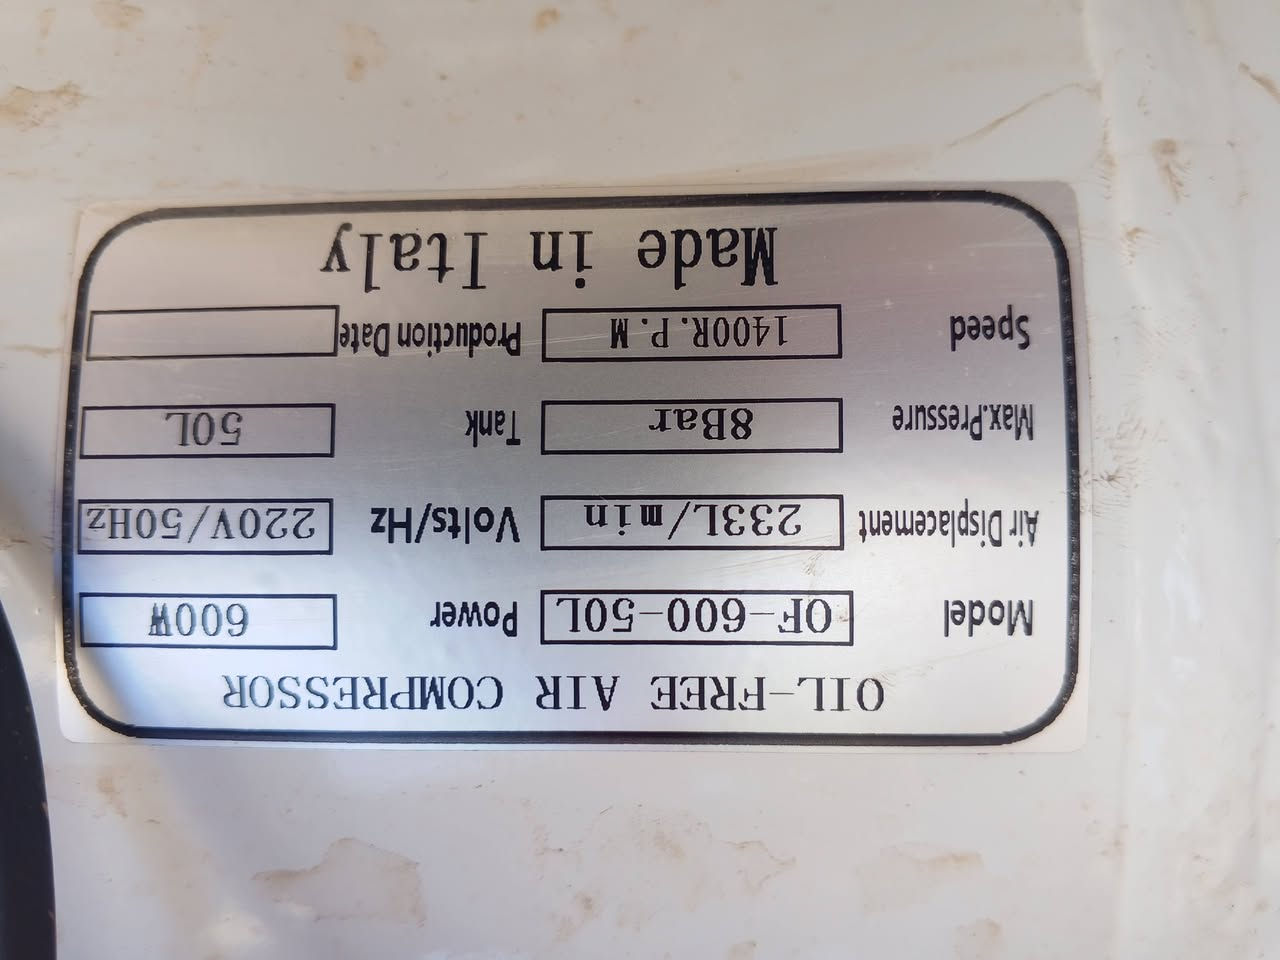 OIL-FREE AIR COMPRESSOR
Model OF-600-50L Power 600W
Air Displacement 233L/min Volts/Hz 220V/50Hz
Max.Pressure 8Bar Tank 50L
Speed 1400R.P.M Production Date
Made in Italy